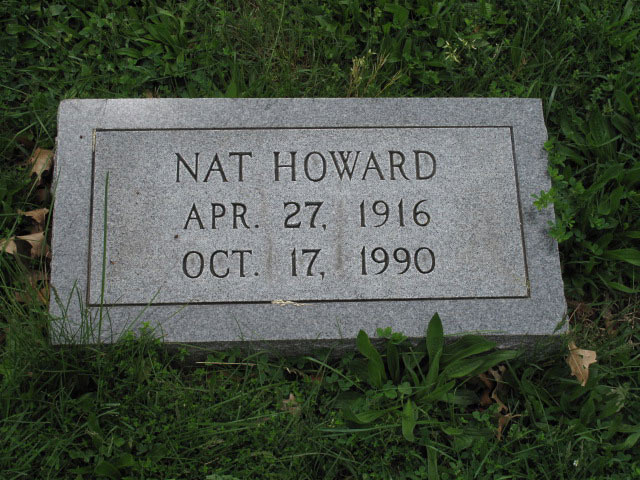 NAT HOWARD
APR. 27, 1916
OCT. 17, 1990